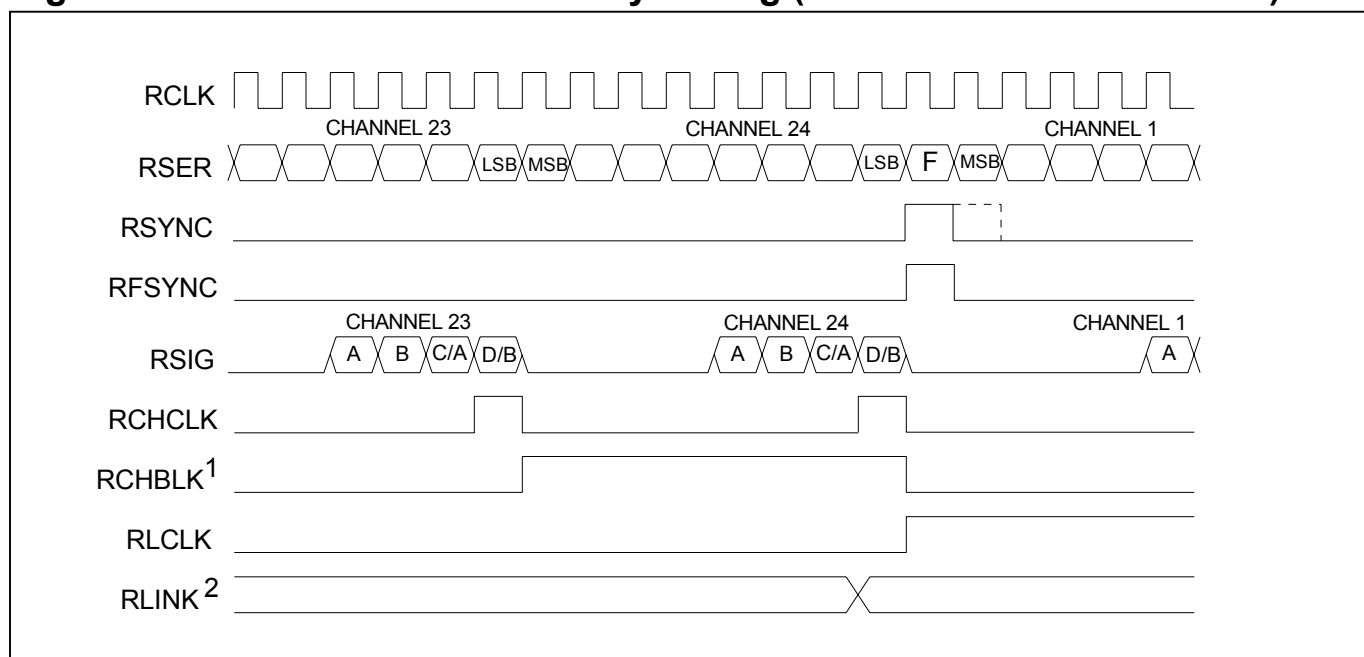 RCLK
CHANNEL 23 CHANNEL 24 CHANNEL 1
RSER LSB MSB LSB F MSB
RSYNC
RFSYNC
CHANNEL 23 CHANNEL 24 CHANNEL 1
RSIG A B C/A D/B A B C/A D/B A
RCHCLK
RCHBLK1
RLCLK
RLINK2